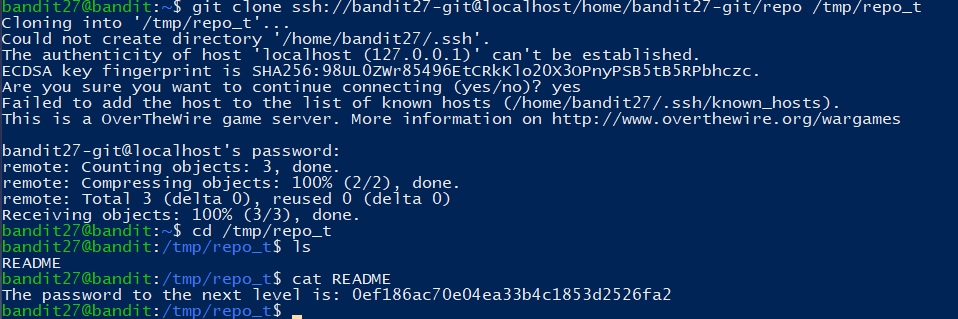 bandit27@bandit:~$ git clone ssh://bandit27-git@localhost/home/bandit27-git/repo /tmp/repo_t
Cloning into '/tmp/repo_t'...
Could not create directory '/home/bandit27/.ssh'.
The authenticity of host 'localhost (127.0.0.1)' can't be established.
ECDSA key fingerprint is SHA256:98UL0ZWr85496EtCRkKlo20X3OPnyPSB5tB5RPbhczc.
Are you sure you want to continue connecting (yes/no)? yes
Failed to add the host to the list of known hosts (/home/bandit27/.ssh/known_hosts).
This is a OverTheWire game server. More information on http://www.overthewire.org/wargames
bandit27-git@localhost's password:
remote: Counting objects: 3, done.
remote: Compressing objects: 100% (2/2), done.
remote: Total 3 (delta 0), reused 0 (delta 0)
Receiving objects: 100% (3/3), done.
bandit27@bandit:~$ cd /tmp/repo_t
bandit27@bandit:/tmp/repo_t$ ls
README
bandit27@bandit:/tmp/repo_t$ cat README
The password to the next level is: 0ef186ac70e04ea33b4c1853d2526fa2
bandit27@bandit:/tmp/repo_t$